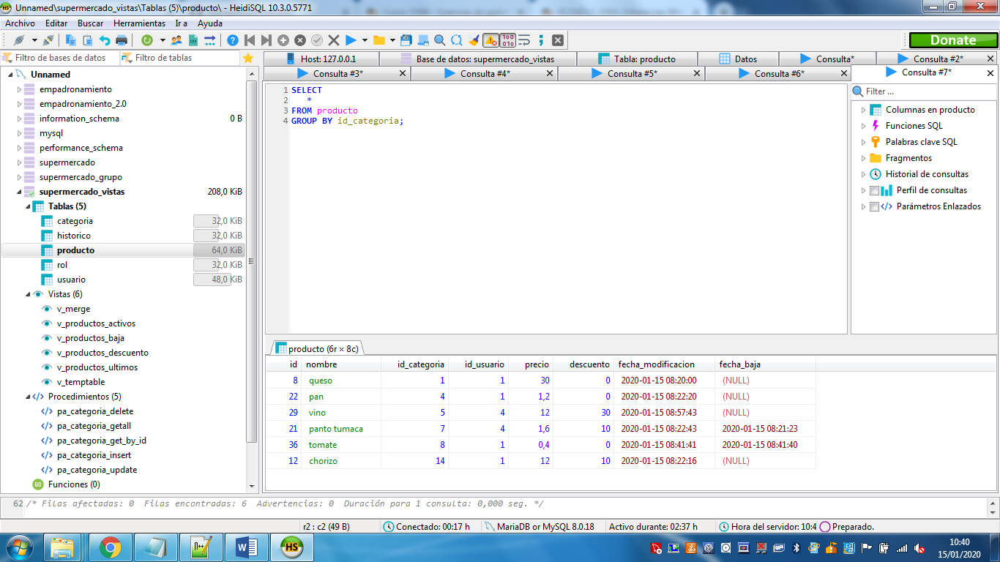 Unnamed\supermercado_vistas\Tablas (5)\producto\ - HeidiSQL 10.3.0.5771
Archivo Editar Buscar Herramientas Ir a Ayuda
Donate
Filtro de bases de datos
Filtro de tablas
Host: 127.0.0.1
Base de datos: supermercado_vistas
Tabla: producto
Datos
Consulta*
Consulta #2*
Consulta #3*
Consulta #4*
Consulta #5*
Consulta #6*
Consulta #7*
Unnamed
empadronamiento
empadronamiento_2.0
information_schema 0 B
mysql
performance_schema
supermercado
supermercado_grupo
supermercado_vistas 208,0 KiB
Tablas (5)
categoria 32,0 KiB
historico 32,0 KiB
producto 64,0 KiB
rol 32,0 KiB
usuario 48,0 KiB
Vistas (6)
v_merge
v_productos_activos
v_productos_baja
v_productos_descuento
v_productos_ultimos
v_temptable
Procedimientos (5)
pa_categoria_delete
pa_categoria_getall
pa_categoria_get_by_id
pa_categoria_insert
pa_categoria_update
Funciones (0)
1 SELECT
2 *
3 FROM producto
4 GROUP BY id_categoria;
Filter ...
Columnas en producto
Funciones SQL
Palabras clave SQL
Fragmentos
Historial de consultas
Perfil de consultas
Parámetros Enlazados
producto (6r × 8c)
id nombre id_categoria id_usuario precio descuento fecha_modificacion fecha_baja
8 queso 1 1 30 0 2020-01-15 08:20:00 (NULL)
22 pan 4 1 1,2 0 2020-01-15 08:22:20 (NULL)
29 vino 5 4 12 30 2020-01-15 08:57:43 (NULL)
21 panto tumaca 7 4 1,6 10 2020-01-15 08:22:43 2020-01-15 08:21:23
36 tomate 8 1 0,4 0 2020-01-15 08:41:41 2020-01-15 08:41:40
12 chorizo 14 1 12 10 2020-01-15 08:22:16 (NULL)
62 /* Filas afectadas: 0 Filas encontradas: 6 Advertencias: 0 Duración para 1 consulta: 0,000 seg. */
r2 : c2 (49 B) Conectado: 00:17 h MariaDB or MySQL 8.0.18 Activo durante: 02:37 h Hora del servidor: 10:4 Preparado.
10:40
15/01/2020